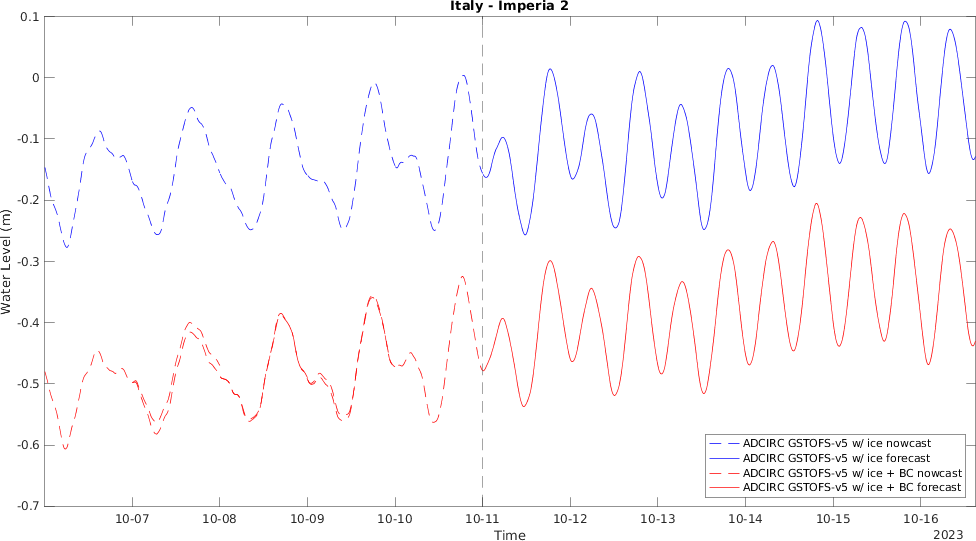 Italy - Imperia 2
Water Level (m)
0.1
0
-0.1
-0.2
-0.3
-0.4
-0.5
-0.6
-0.7
ADCIRC GSTOFS-v5 w/ ice nowcast
ADCIRC GSTOFS-v5 w/ ice forecast
ADCIRC GSTOFS-v5 w/ ice + BC nowcast
ADCIRC GSTOFS-v5 w/ ice + BC forecast
10-07 10-08 10-09 10-10 10-11 10-12 10-13 10-14 10-15 10-16
Time
2023